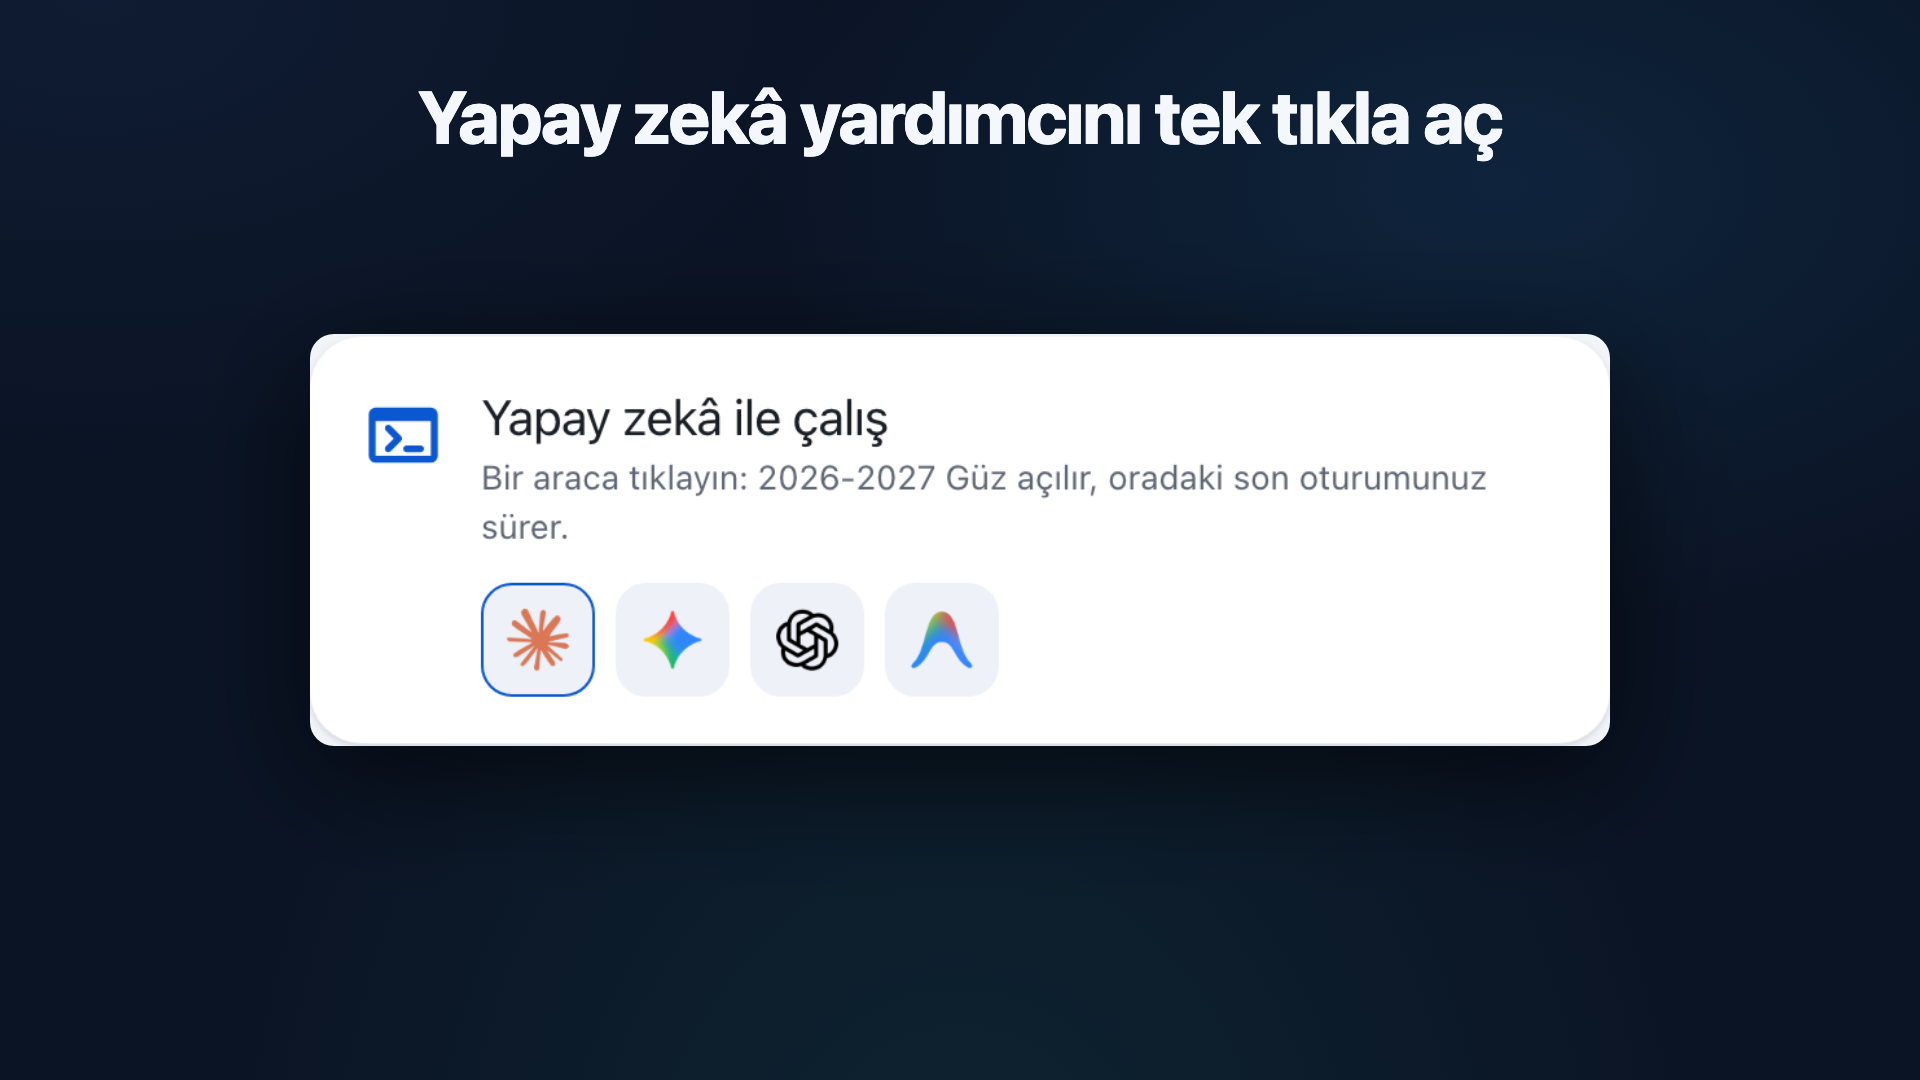 Yapay zekâ yardımcını tek tıkla aç
Yapay zekâ ile çalış
Bir araca tıklayın: 2026-2027 Güz açılır, oradaki son oturumunuz
sürer.